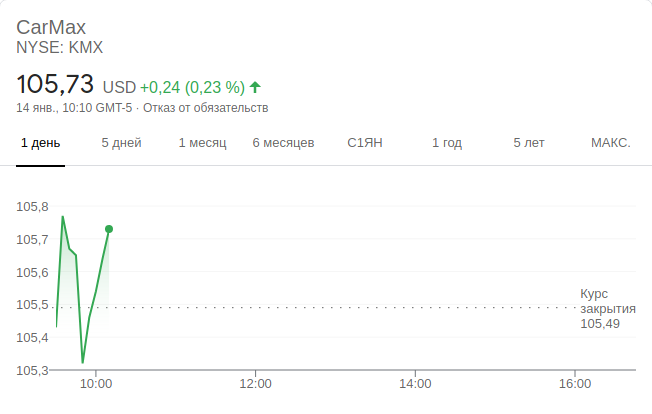 CarMax
NYSE: KMX
105,73 USD +0,24 (0,23 %)
14 янв., 10:10 GMT-5 · Отказ от обязательств
1 день 5 дней 1 месяц 6 месяцев С1ЯН 1 год 5 лет МАКС.
105,8
105,7
105,6
105,5
105,4
105,3
Курс
закрытия
105,49
10:00 12:00 14:00 16:00